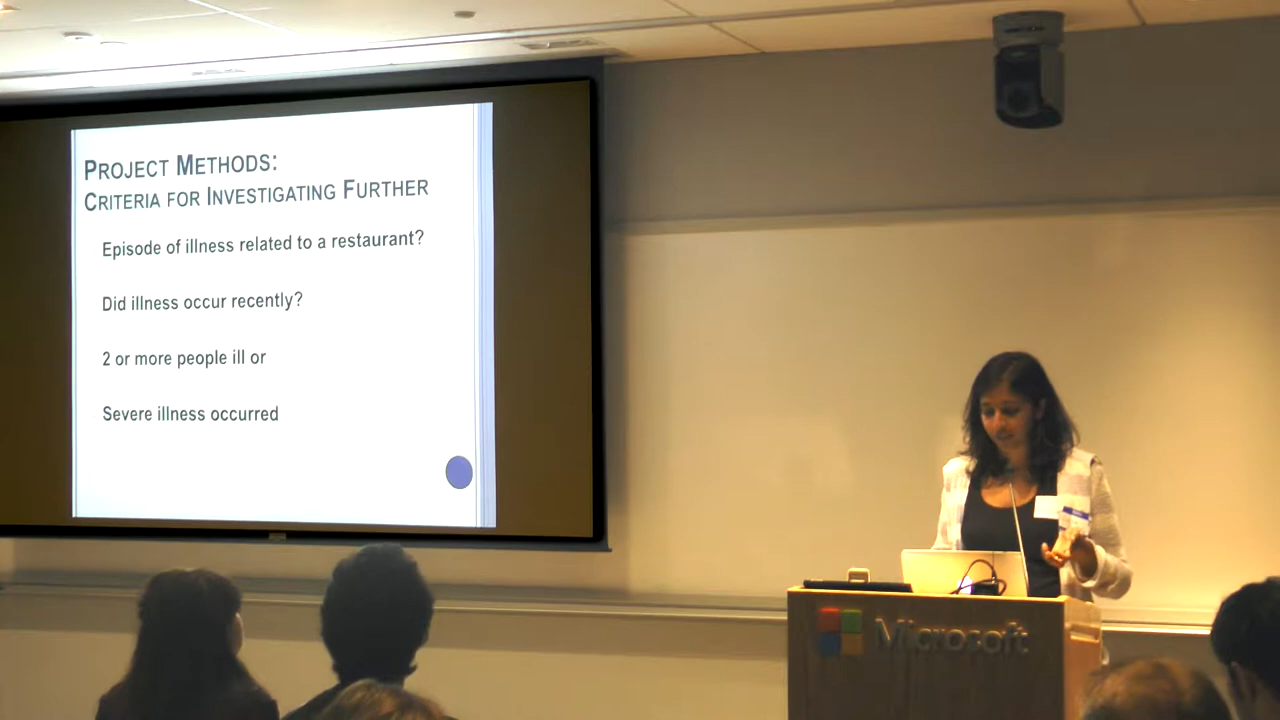 PROJECT METHODS:
CRITERIA FOR INVESTIGATING FURTHER
Episode of illness related to a restaurant?
Did illness occur recently?
2 or more people ill or
Severe illness occurred
Microsoft